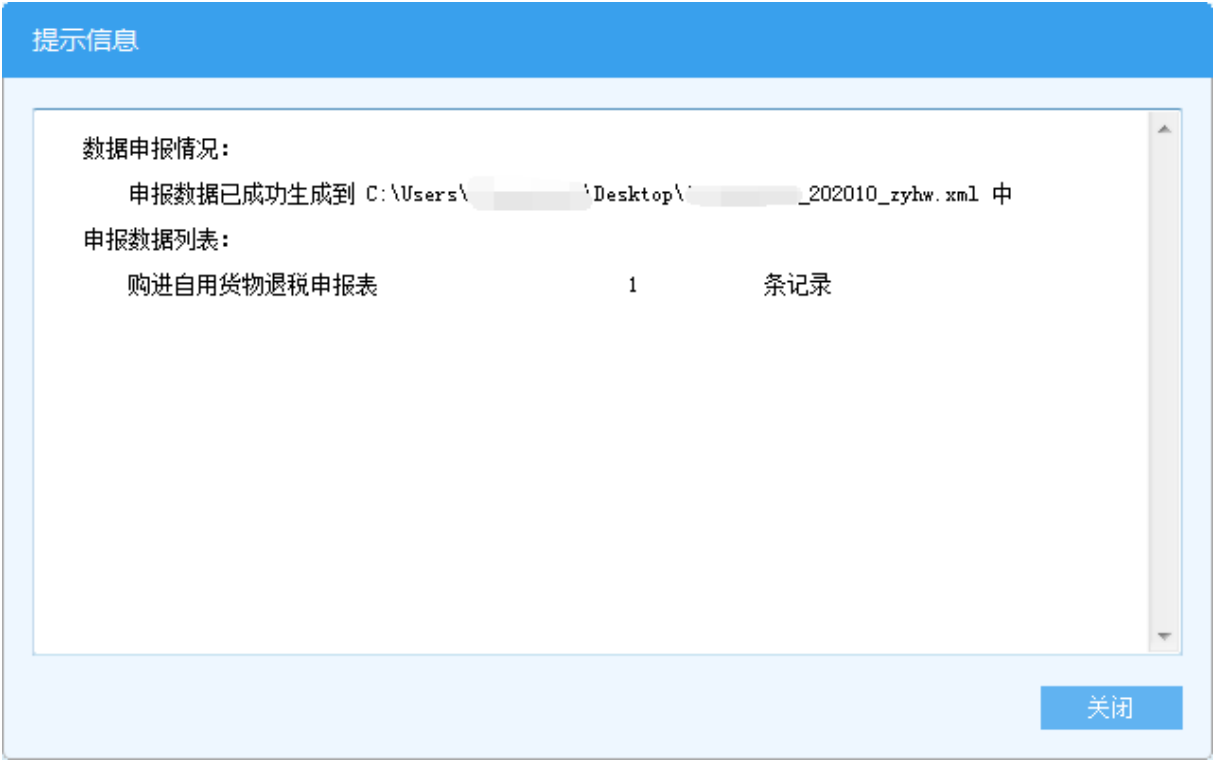 提示信息
数据申报情况：
申报数据已成功生成到 C:\Users\ \Desktop\ _202010_zyhw.xml 中
申报数据列表：
购进自用货物退税申报表 1 条记录
关闭